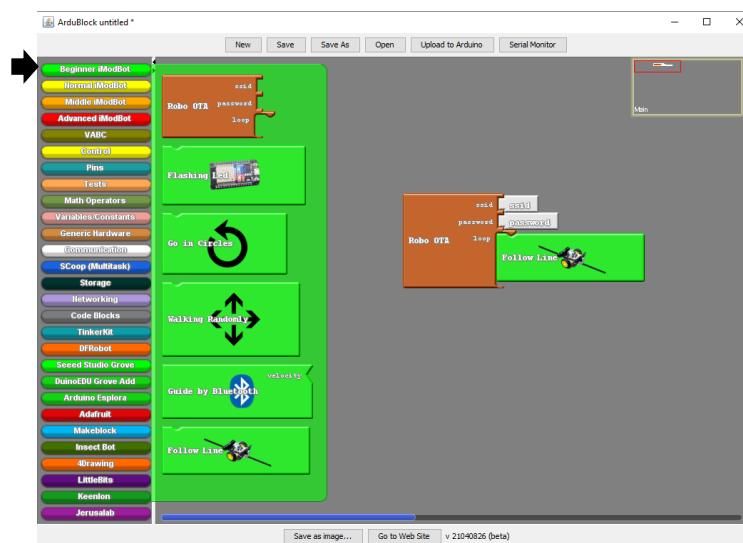 ArduBlock untitled *
New Save Save As Open Upload to Arduino Serial Monitor
Beginner iModBot
Normal iModBot
Middle iModBot
Advanced iModBot
VABC
Control
Pins
Tests
Math Operators
Variables/Constants
Generic Hardware
Communication
SCoop (Multitask)
Storage
Networking
Code Blocks
TinkerKit
DFRobot
Seeed Studio Grove
DuinoEDU Grove Add
Arduino Esplora
Adafruit
Makeblock
Insect Bot
4Drawing
LittleBits
Keenlon
Jerusalab
ssid
Robo OTA password
loop
Flashing Led
Go in Circles
Walking Randomly
velocity
Guide by Bluetooth
Follow Line
ssid ssid
password password
Robo OTA loop
Follow Line
Main
Save as image... Go to Web Site v 21040826 (beta)